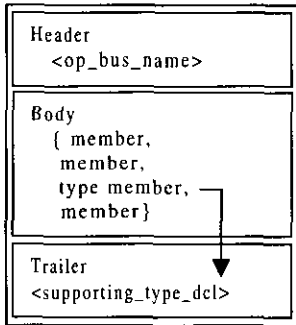 Header
<op_bus_name>
Body
{ member,
member,
type member,
member}
Trailer
<supporting_type_dcl>